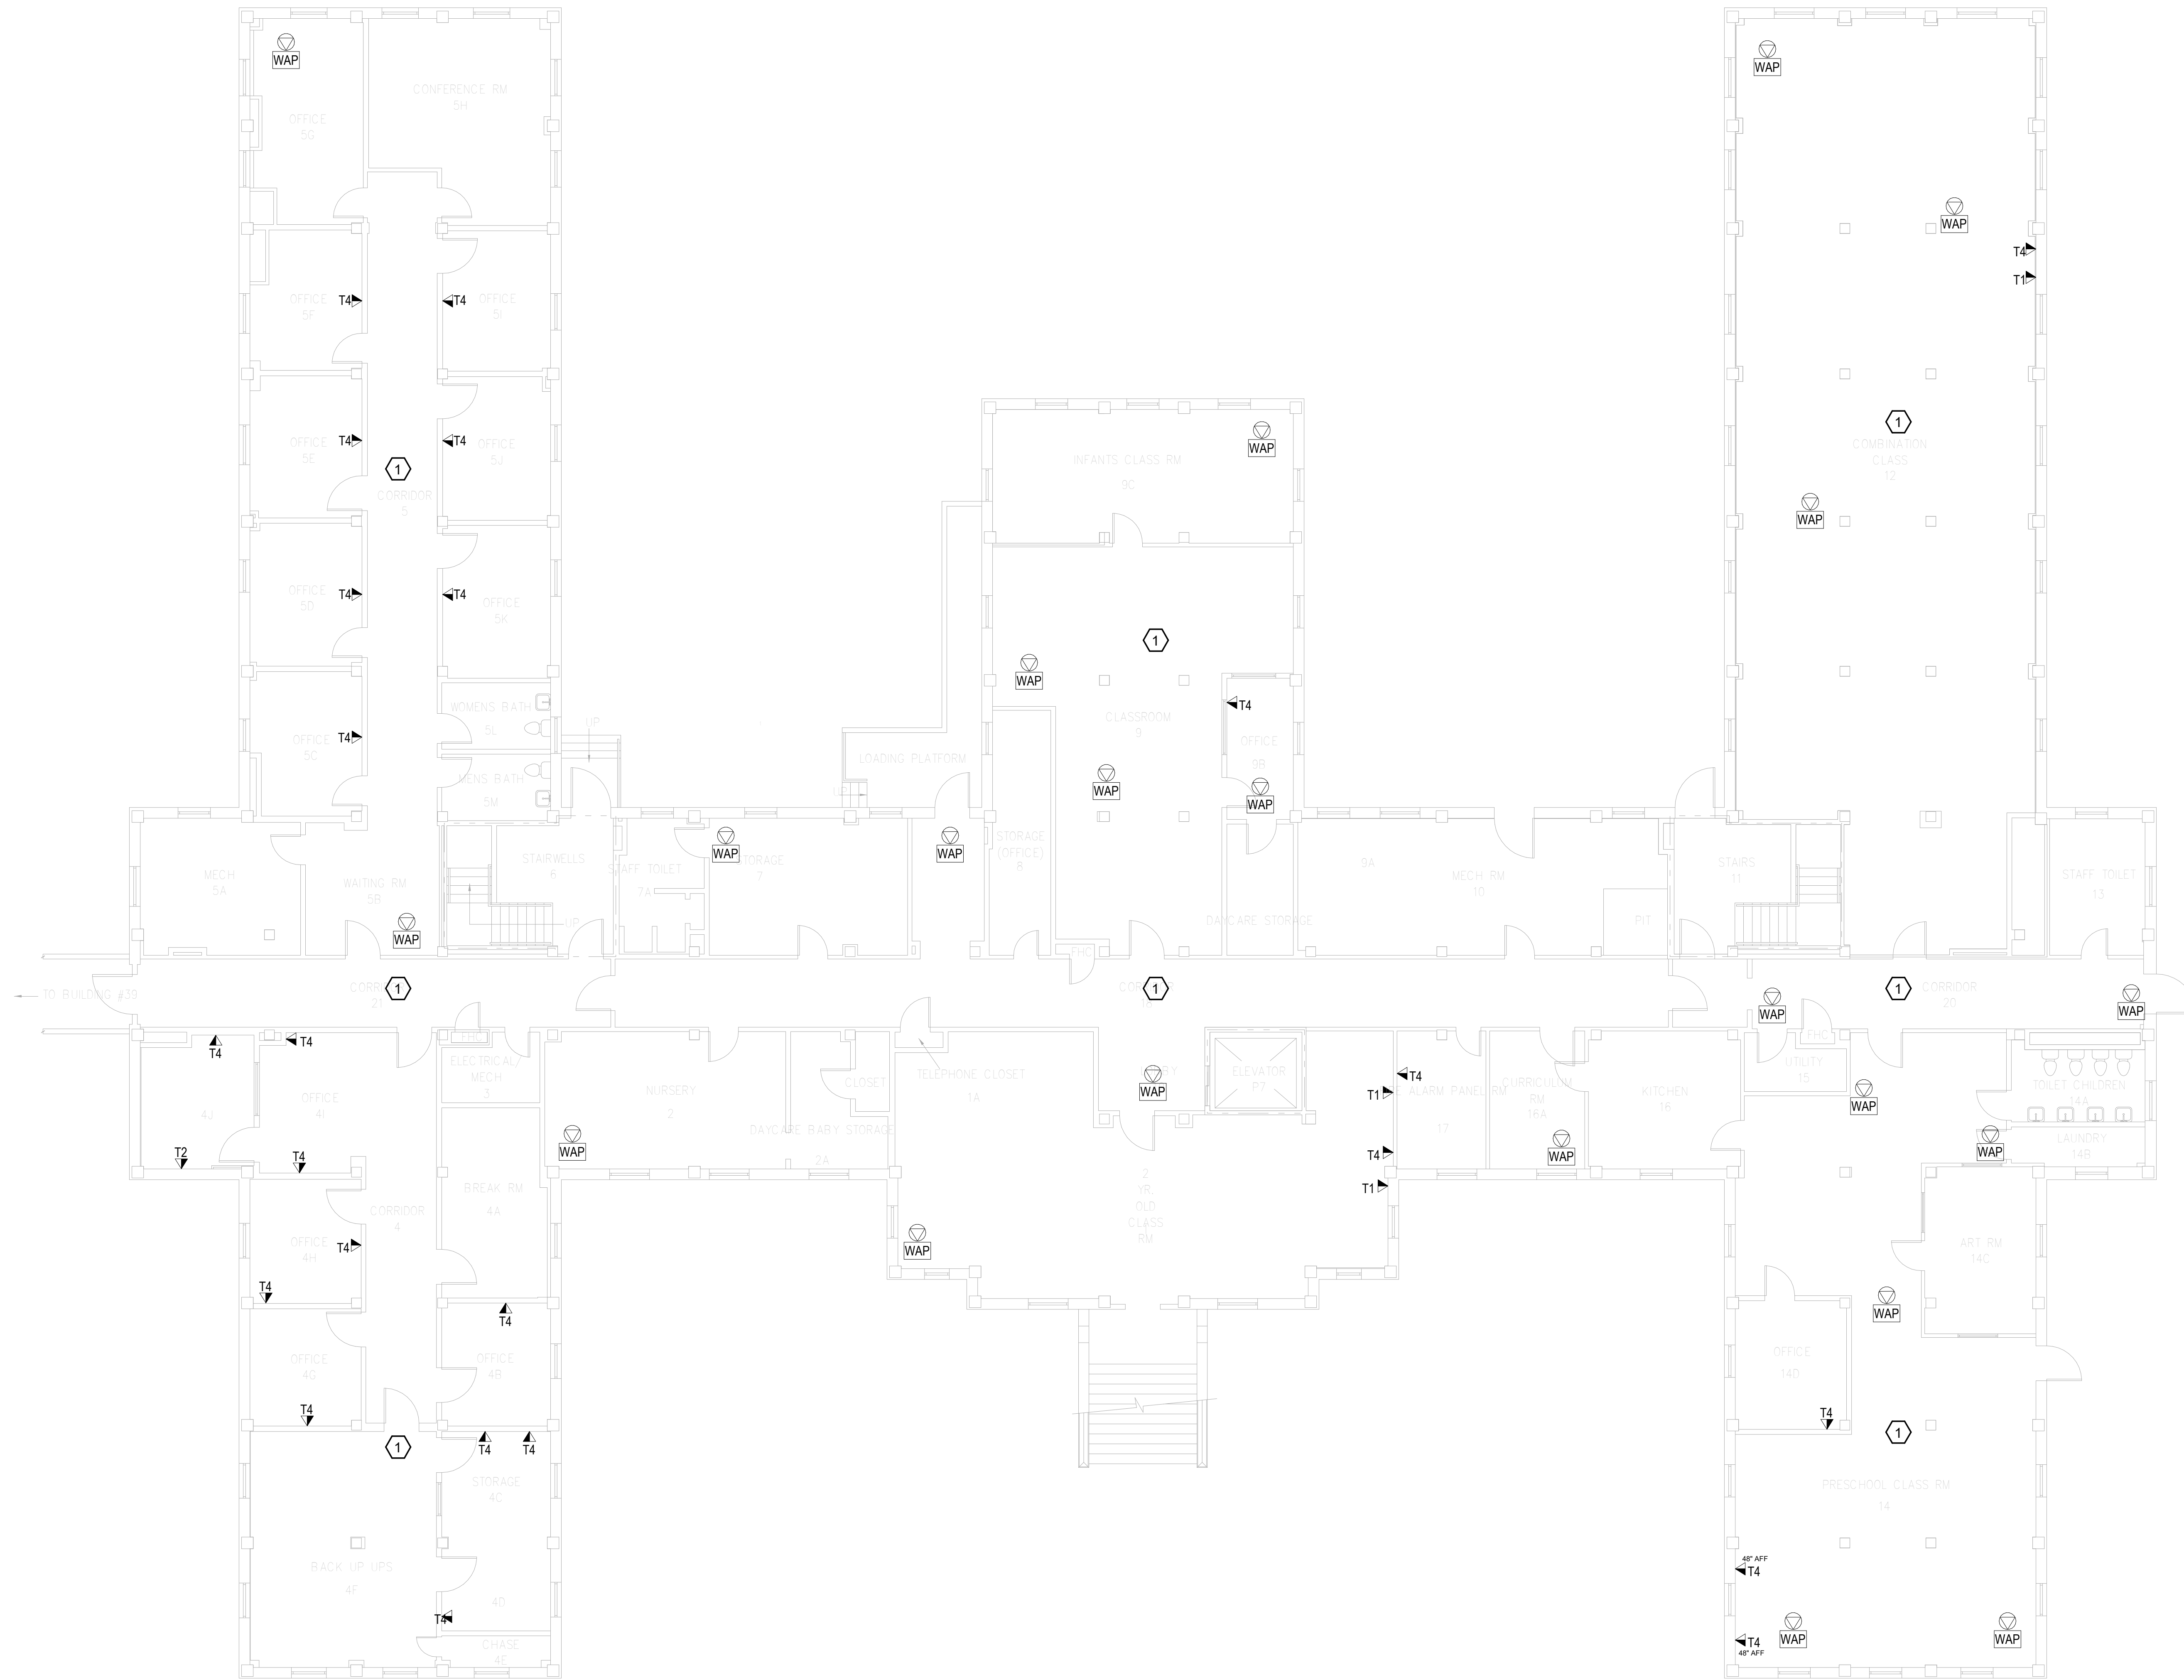 WAP
CONFERENCE RM
5H
OFFICE
5G
WAP
WAP
T4
T1
OFFICE
5F
T4
T4
OFFICE
5I
OFFICE
5E
T4
T4
OFFICE
5J
1
CORRIDOR
5
OFFICE
5D
T4
T4
OFFICE
5K
OFFICE
5C
T4
WOMENS BATH
5L
MENS BATH
5M
UP
LOADING PLATFORM
UP
WAP
INFANTS CLASS RM
9C
1
WAP
CLASSROOM
9
T4
OFFICE
9B
WAP
WAP
1
COMBINATION
CLASS
12
WAP
MECH
5A
WAITING RM
5B
WAP
STAIRWELLS
6
UP
STAFF TOILET
7A
WAP
STORAGE
7
WAP
STORAGE
(OFFICE)
8
DAYCARE STORAGE
9A
MECH RM
10
PIT
STAIRS
11
STAFF TOILET
13
FHC
TO BUILDING #39
1
21
1
1
CORRIDOR
20
WAP
WAP
T4
4J
T2
T4
OFFICE
4I
T4
FHC
ELECTRICAL/
MECH
3
NURSERY
2
WAP
DAYCARE BABY STORAGE
2A
CLOSET
TELEPHONE CLOSET
1A
WAP
ELEVATOR
P7
T4
T1
T4
T1
ALARM PANEL RM
17
CURRICULUM
RM
16A
WAP
KITCHEN
16
FHC
UTILITY
15
WAP
TOILET CHILDREN
14A
WAP
LAUNDRY
14B
OFFICE
4H
T4
T4
CORRIDOR
4
BREAK RM
4A
WAP
2
YR.
OLD
CLASS
RM
ART RM
14C
WAP
OFFICE
4G
T4
T4
OFFICE
4B
OFFICE
14D
T4
1
T4
T4
STORAGE
4C
1
PRESCHOOL CLASS RM
14
BACK UP UPS
4F
4D
T4
CHASE
4E
48" AFF
T4
T4
48" AFF
WAP
WAP